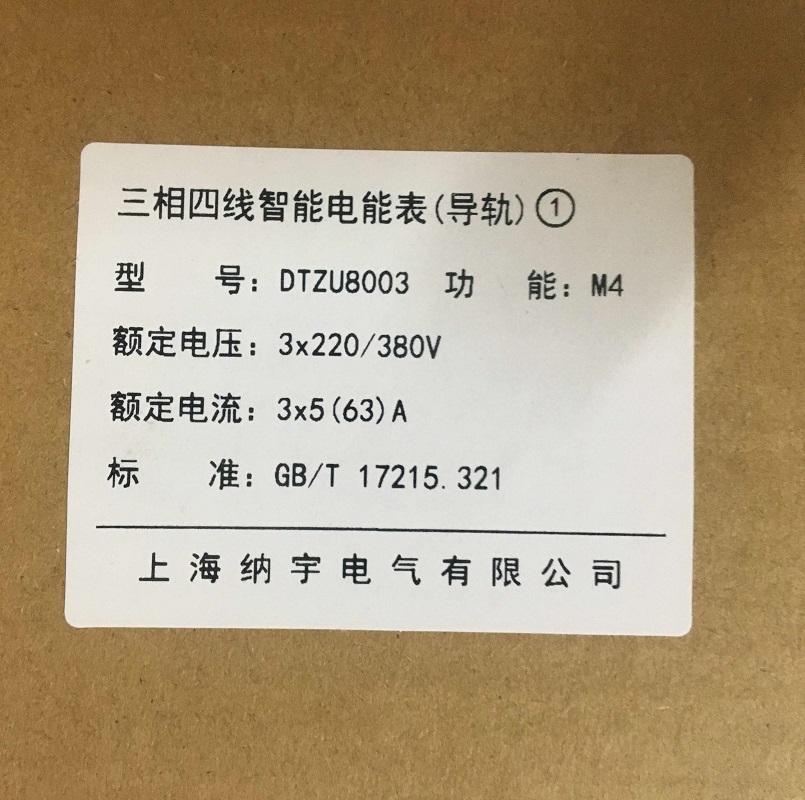 三相四线智能电能表(导轨)①
型 号: DTZU8003 功 能: M4
额定电压: 3x220/380V
额定电流: 3x5(63)A
标 准: GB/T 17215.321
上海纳宇电气有限公司